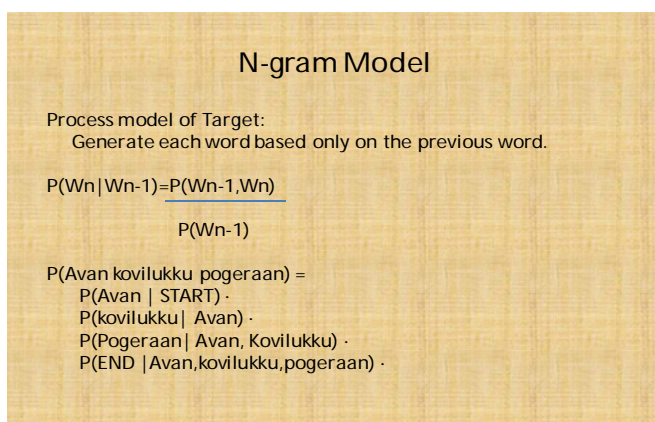 N-gram Model
Process model of Target:
Generate each word based only on the previous word.
P(Wn|Wn-1)=P(Wn-1,Wn)
P(Wn-1)
P(Avan kovilukku pogeraan) =
P(Avan | START) ·
P(kovilukku| Avan) ·
P(Pogeraan| Avan, Kovilukku) ·
P(END |Avan,kovilukku,pogeraan) ·